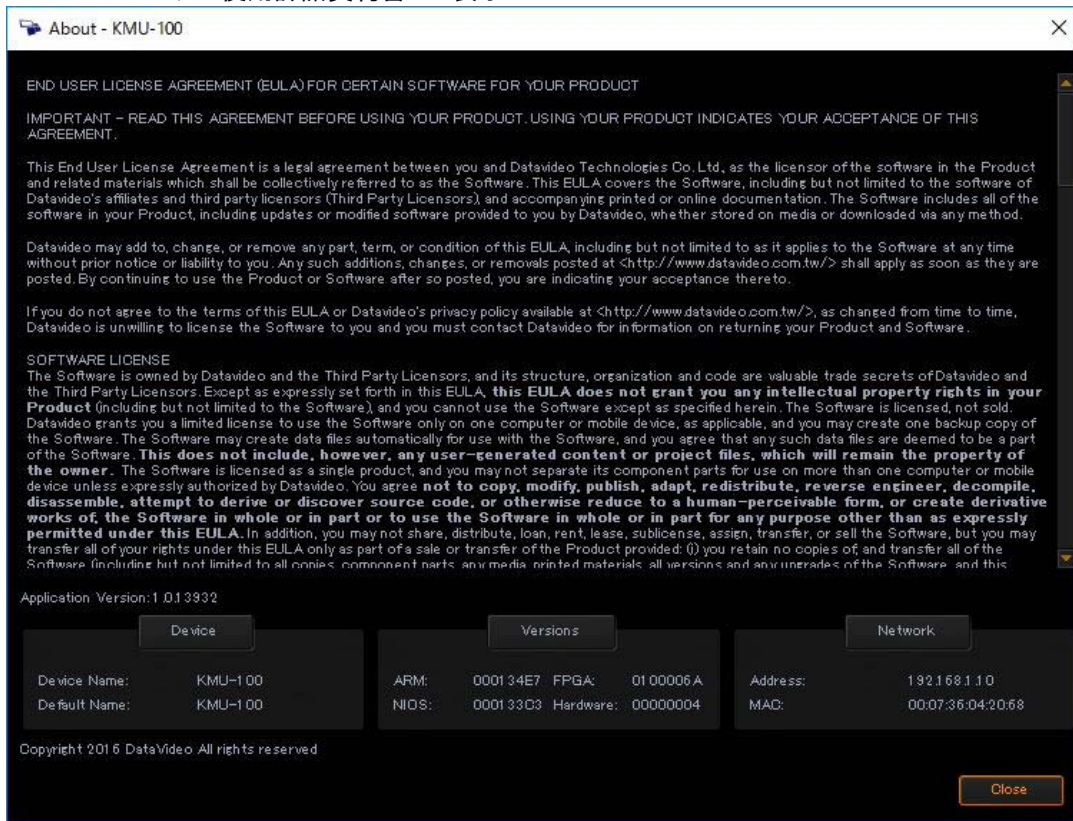 About - KMU-100
END USER LICENSE AGREEMENT (EULA) FOR CERTAIN SOFTWARE FOR YOUR PRODUCT
IMPORTANT - READ THIS AGREEMENT BEFORE USING YOUR PRODUCT. USING YOUR PRODUCT INDICATES YOUR ACCEPTANCE OF THIS
AGREEMENT.
This End User License Agreement is a legal agreement between you and Datavideo Technologies Co. Ltd., as the licensor of the software in the Product
and related materials which shall be collectively referred to as the Software. This EULA covers the Software, including but not limited to the software of
Datavideo's affiliates and third party licensors (Third Party Licensors), and accompanying printed or online documentation. The Software includes all of the
software in your Product, including updates or modified software provided to you by Datavideo, whether stored on media or downloaded via any method.
Datavideo may add to, change, or remove any part, term, or condition of this EULA, including but not limited to as it applies to the Software at any time
without prior notice or liability to you. Any such additions, changes, or removals posted at <http://www.datavideo.com.tw/> shall apply as soon as they are
posted. By continuing to use the Product or Software after so posted, you are indicating your acceptance thereto.
If you do not agree to the terms of this EULA or Datavideo's privacy policy available at <http://www.datavideo.com.tw/>, as changed from time to time,
Datavideo is unwilling to license the Software to you and you must contact Datavideo for information on returning your Product and Software.
SOFTWARE LICENSE
The Software is owned by Datavideo and the Third Party Licensors, and its structure, organization and code are valuable trade secrets of Datavideo and
the Third Party Licensors. Except as expressly set forth in this EULA, this EULA does not grant you any intellectual property rights in your
Product (including but not limited to the Software), and you cannot use the Software except as specified herein. The Software is licensed, not sold.
Datavideo grants you a limited license to use the Software only on one computer or mobile device, as applicable, and you may create one backup copy of
the Software. The Software may create data files automatically for use with the Software, and you agree that any such data files are deemed to be a part
of the Software. This does not include, however, any user-generated content or project files, which will remain the property of
the owner. The Software is licensed as a single product, and you may not separate its component parts for use on more than one computer or mobile
device unless expressly authorized by Datavideo. You agree not to copy, modify, publish, adapt, redistribute, reverse engineer, decompile,
disassemble, attempt to derive or discover source code, or otherwise reduce to a human-perceivable form, or create derivative
works of, the Software in whole or in part or to use the Software in whole or in part for any purpose other than as expressly
permitted under this EULA. In addition, you may not share, distribute, loan, rent, lease, sublicense, assign, transfer, or sell the Software, but you may
transfer all of your rights under this EULA only as part of a sale or transfer of the Product provided: (i) you retain no copies of, and transfer all of the
Software (including but not limited to all copies, component parts, any media, printed materials, all versions and any upgrades of the Software, and this
Application Version:1.0.13932
Device Versions Network
Device Name: KMU-100 ARM: 000134E7 FPGA: 0100006A Address: 192.168.1.10
Default Name: KMU-100 NIOS: 000133C3 Hardware: 00000004 MAC: 00:07:36:04:20:68
Copyright 2016 DataVideo All rights reserved
Close